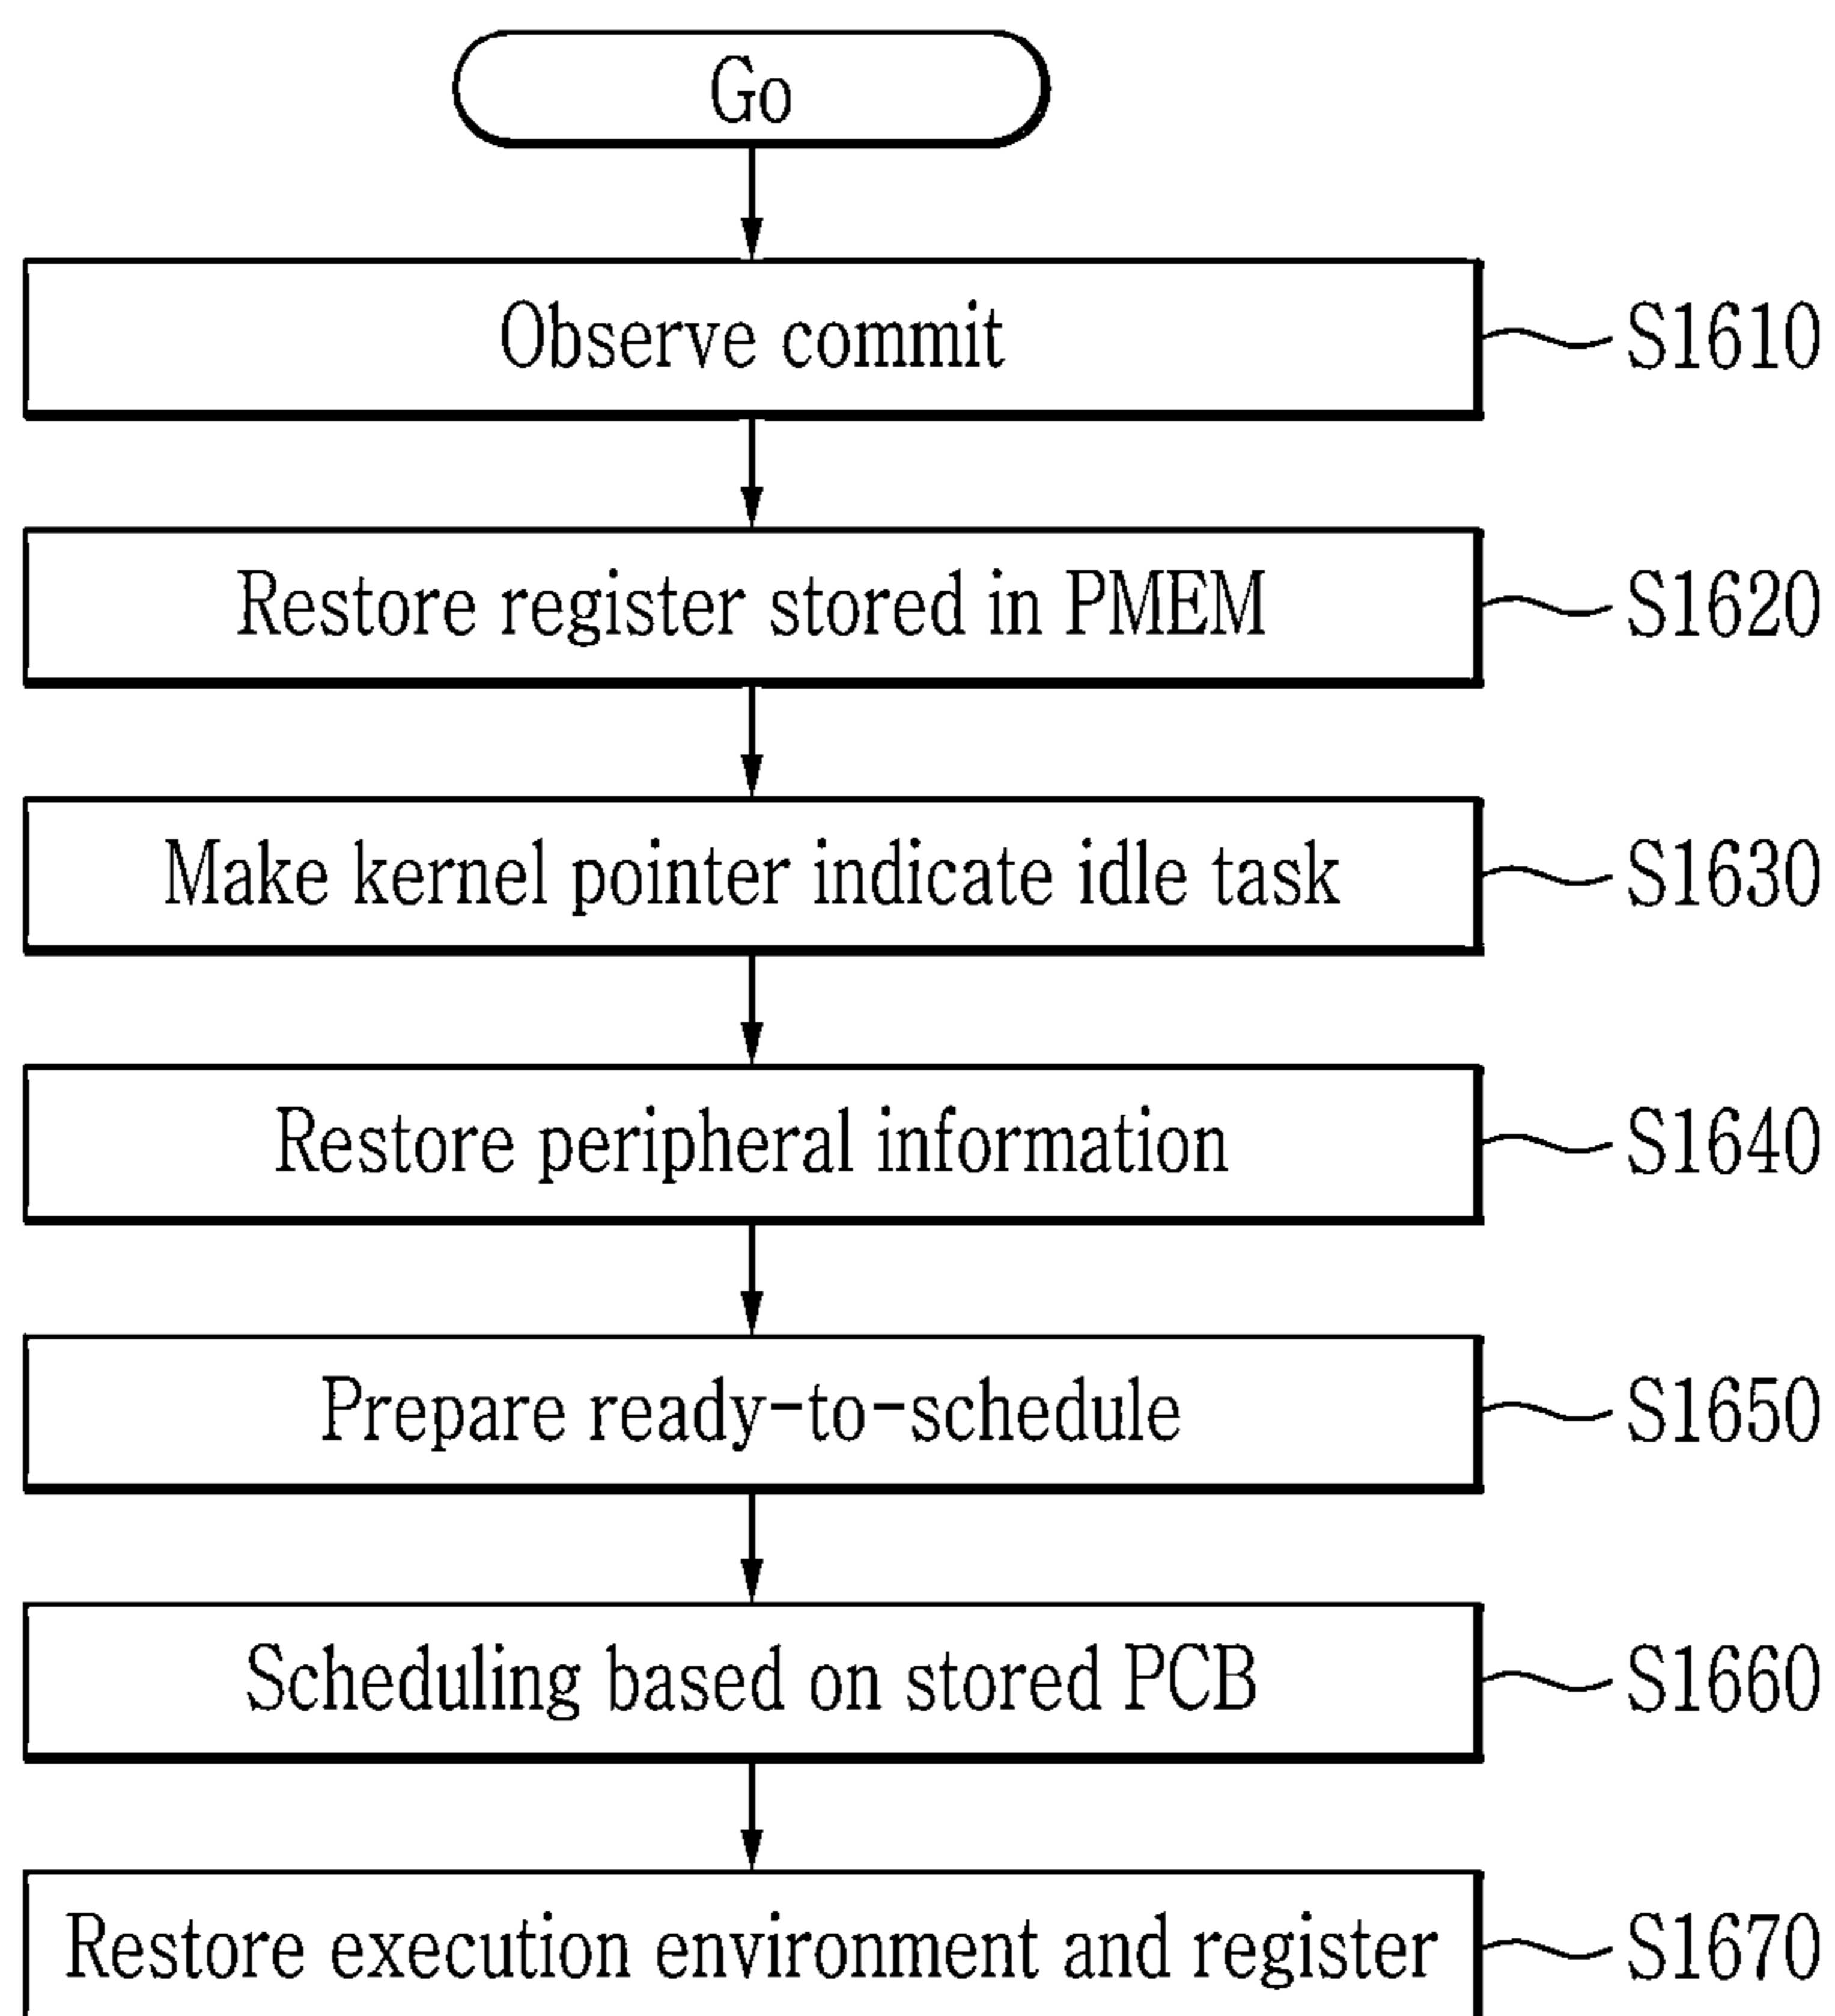 Go
Observe commit
S1610
Restore register stored in PMEM
S1620
Make kernel pointer indicate idle task
S1630
Restore peripheral information
S1640
Prepare ready-to-schedule
S1650
Scheduling based on stored PCB
S1660
Restore execution environment and register
S1670